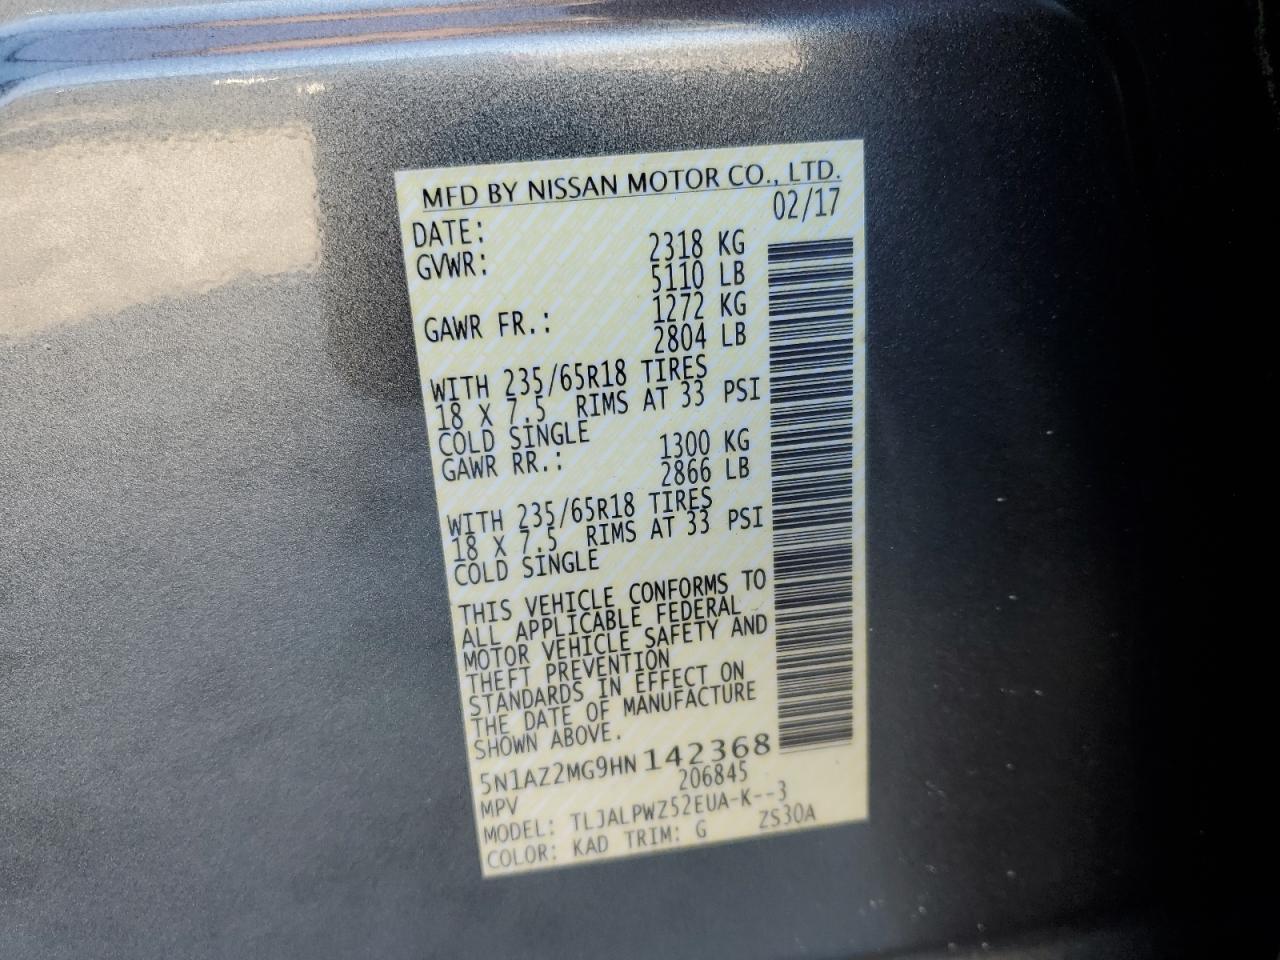 MFD BY NISSAN MOTOR CO., LTD.
DATE: 02/17
GVWR: 2318 KG
5110 LB
GAWR FR.: 1272 KG
2804 LB
WITH 235/65R18 TIRES
18 X 7.5 RIMS AT 33 PSI
COLD SINGLE
GAWR RR.: 1300 KG
2866 LB
WITH 235/65R18 TIRES
18 X 7.5 RIMS AT 33 PSI
COLD SINGLE
THIS VEHICLE CONFORMS TO
ALL APPLICABLE FEDERAL
MOTOR VEHICLE SAFETY AND
THEFT PREVENTION
STANDARDS IN EFFECT ON
THE DATE OF MANUFACTURE
SHOWN ABOVE.
5N1AZ2MG9HN142368
MPV 206845
MODEL: TLJALPWZ52EUA-K--3
COLOR: KAD TRIM: G ZS30A